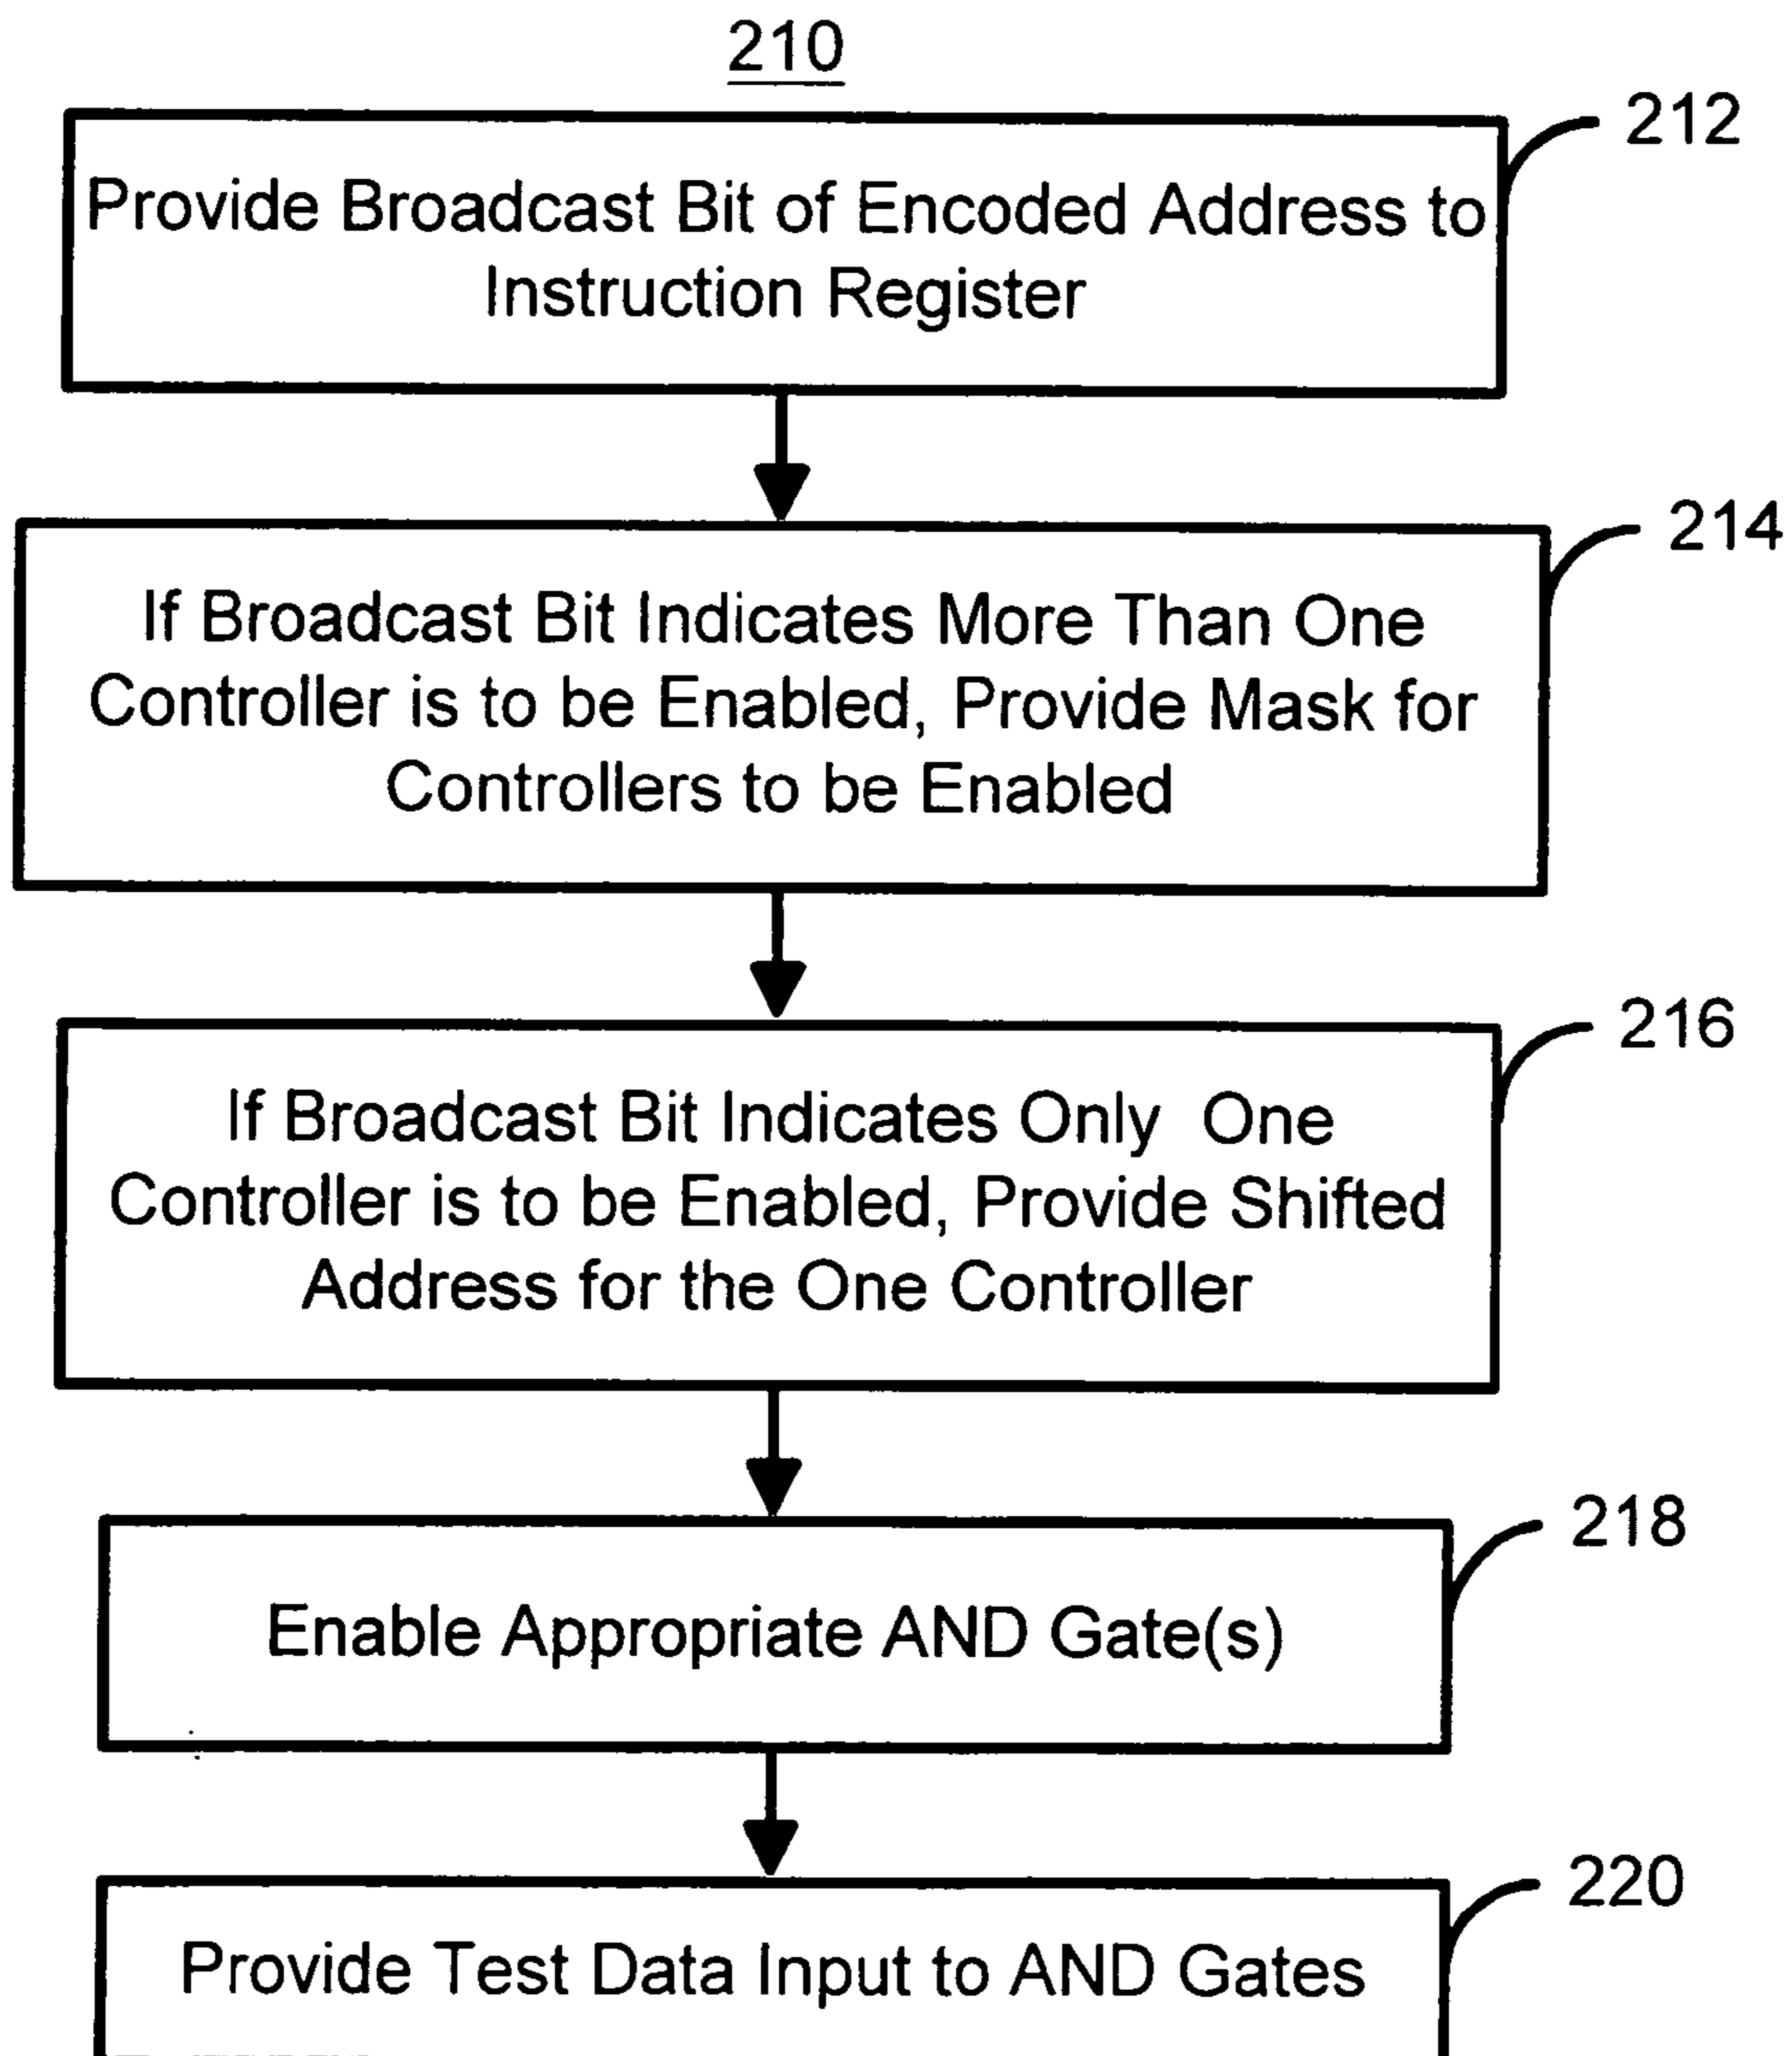 210
212
Provide Broadcast Bit of Encoded Address to
Instruction Register
214
If Broadcast Bit Indicates More Than One
Controller is to be Enabled, Provide Mask for
Controllers to be Enabled
216
If Broadcast Bit Indicates Only One
Controller is to be Enabled, Provide Shifted
Address for the One Controller
218
Enable Appropriate AND Gate(s)
220
Provide Test Data Input to AND Gates